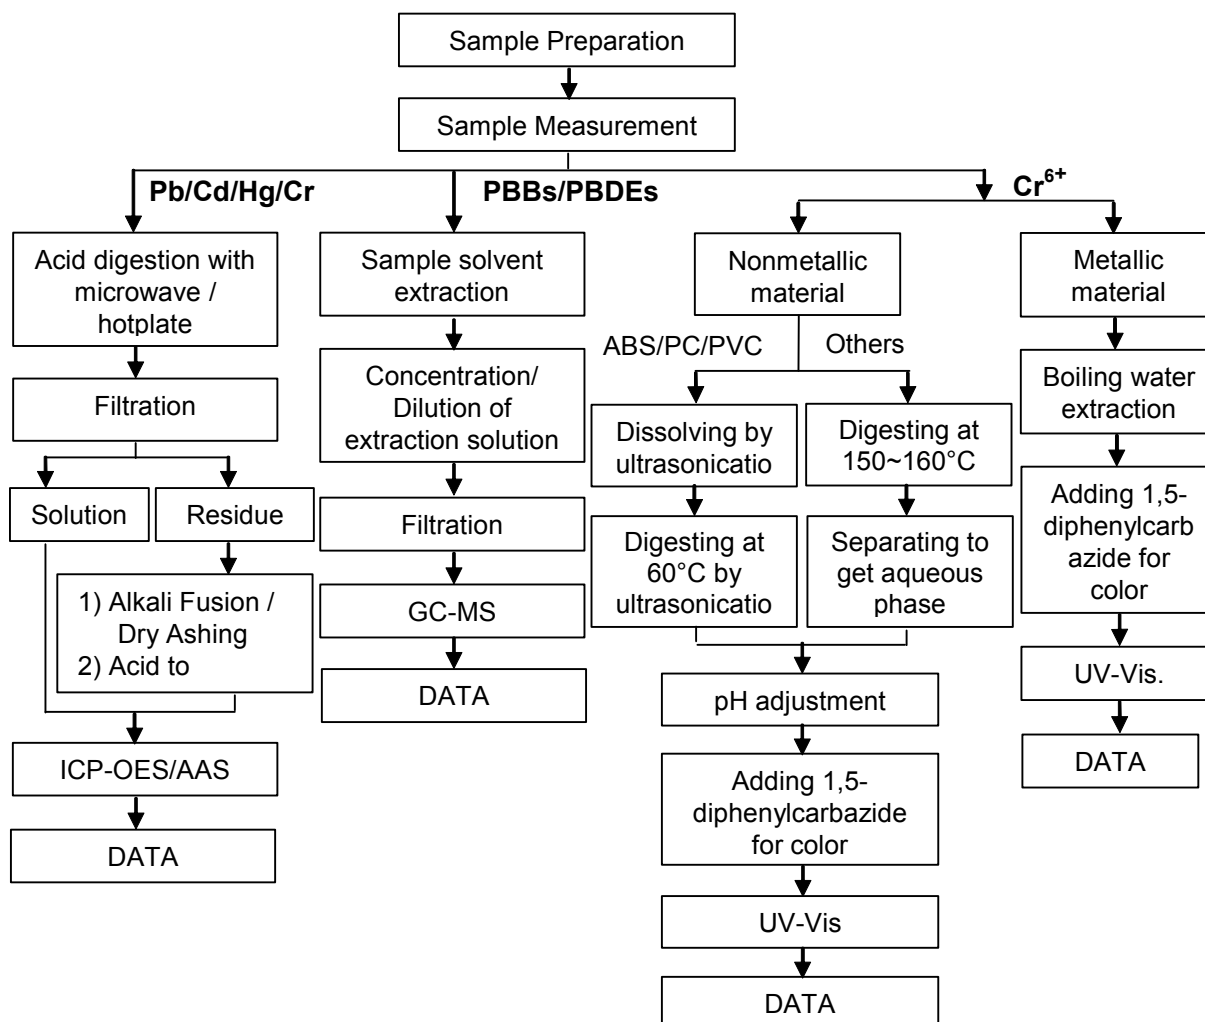 Sample Preparation
Sample Measurement
Pb/Cd/Hg/Cr
PBBs/PBDEs
Cr⁶⁺
Acid digestion with
microwave /
hotplate
Filtration
Solution
Residue
1) Alkali Fusion /
Dry Ashing
2) Acid to
ICP-OES/AAS
DATA
Sample solvent
extraction
Concentration/
Dilution of
extraction solution
Filtration
GC-MS
DATA
Nonmetallic
material
ABS/PC/PVC
Others
Dissolving by
ultrasonicatio
Digesting at
60°C by
ultrasonicatio
Digesting at
150~160°C
Separating to
get aqueous
phase
pH adjustment
Adding 1,5-
diphenylcarbazide
for color
UV-Vis
DATA
Metallic
material
Boiling water
extraction
Adding 1,5-
diphenylcarb
azide for
color
UV-Vis.
DATA